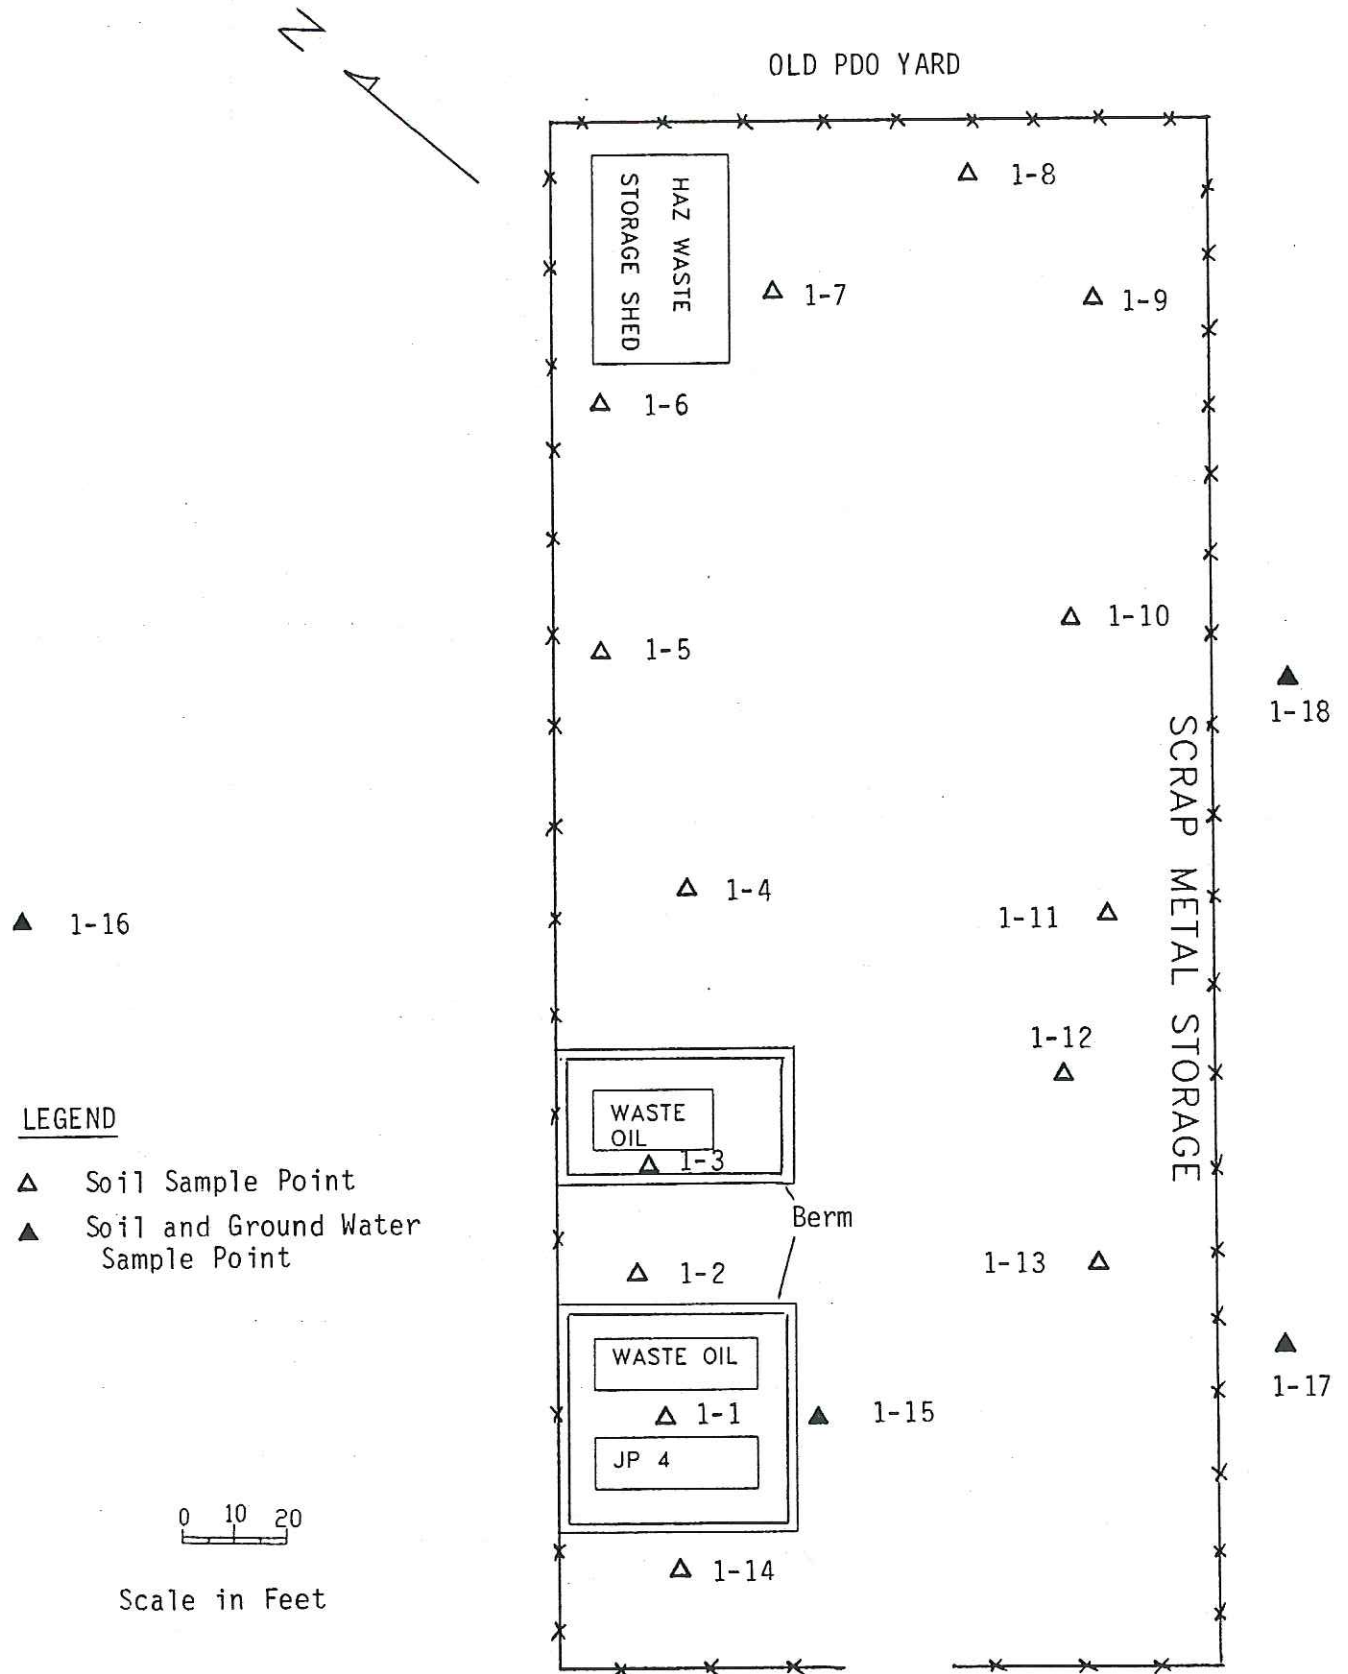 N
OLD PDO YARD
HAZ WASTE
STORAGE SHED
1-8
1-7
1-9
1-6
1-10
1-5
1-18
SCRAP METAL STORAGE
1-4
1-11
1-16
1-12
WASTE
OIL
1-3
LEGEND
Soil Sample Point
Soil and Ground Water
Sample Point
Berm
1-2
1-13
WASTE OIL
1-1
JP 4
1-15
1-17
0 10 20
Scale in Feet
1-14